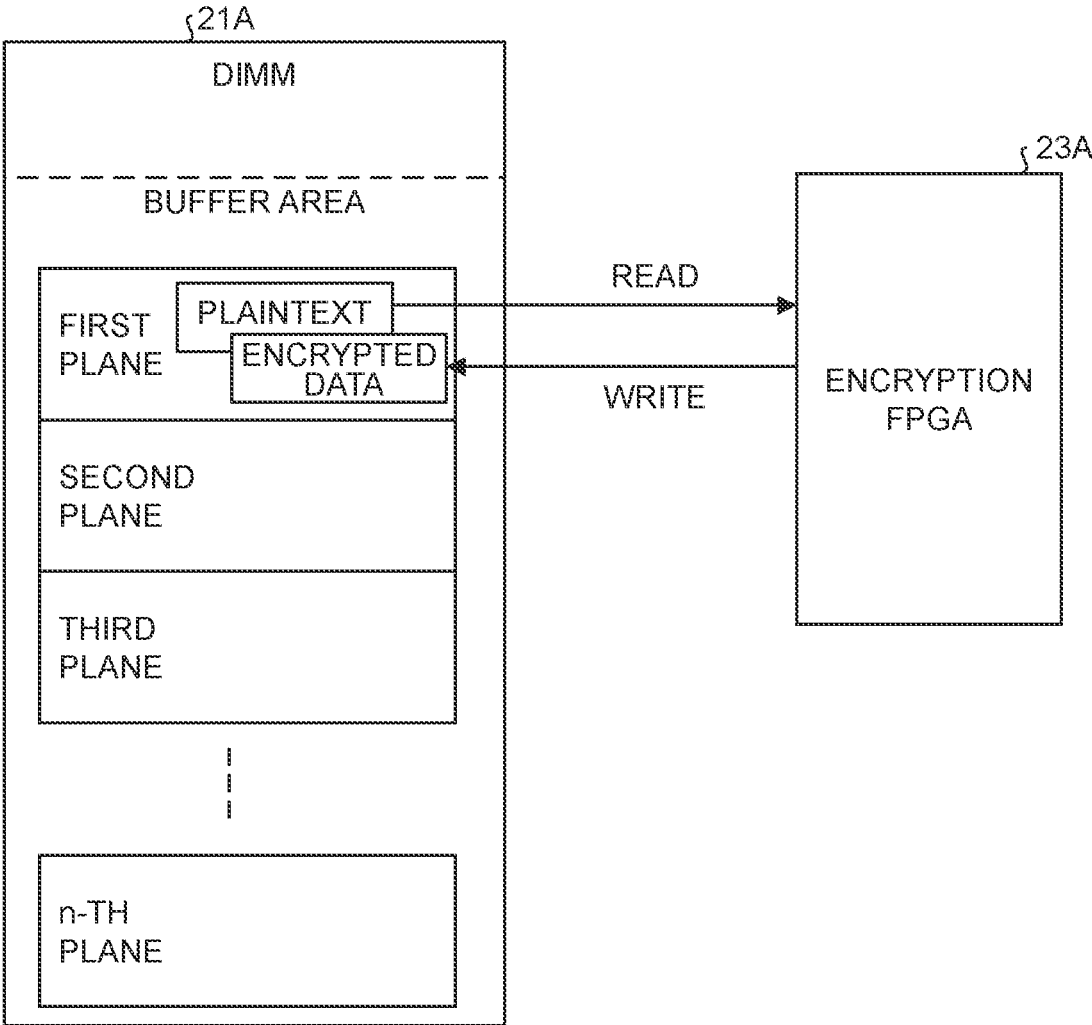 21A
DIMM
23A
BUFFER AREA
READ
PLAINTEXT
FIRST
PLANE
ENCRYPTED
DATA
WRITE
ENCRYPTION
FPGA
SECOND
PLANE
THIRD
PLANE
n-TH
PLANE